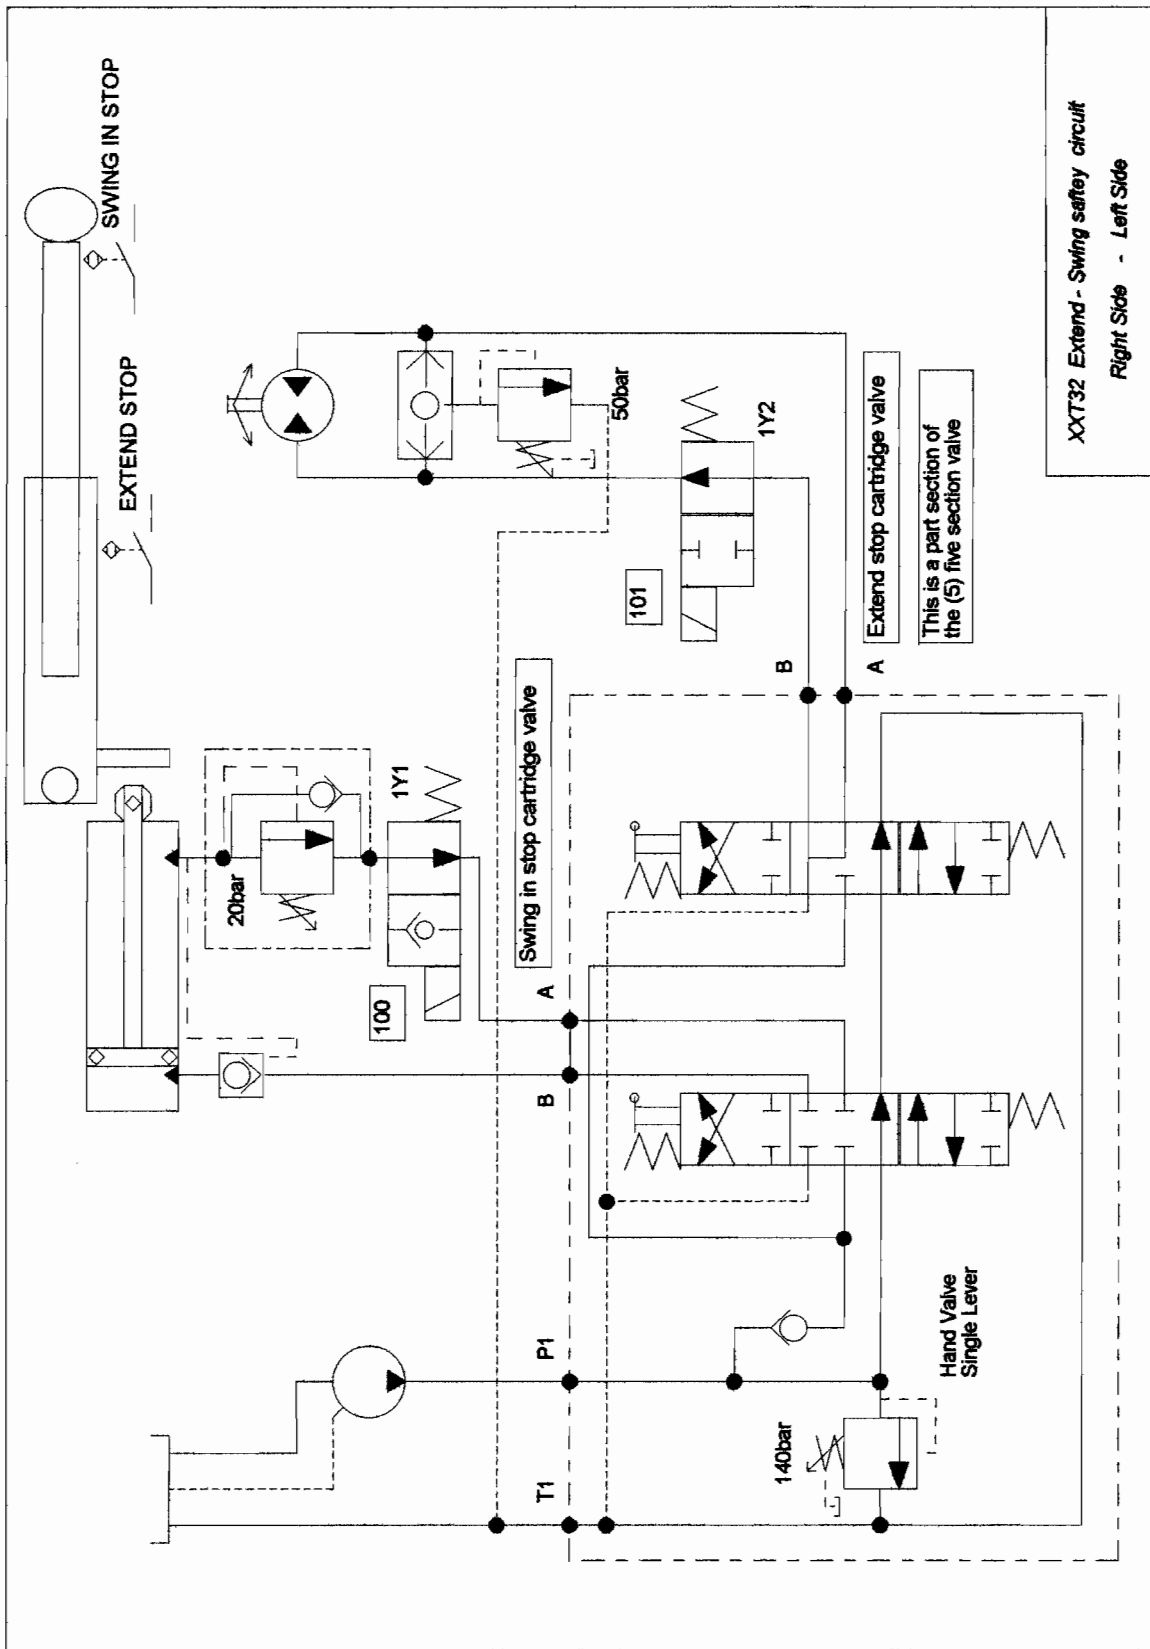 SWING IN STOP
EXTEND STOP
20bar
1Y1
100
Swing in stop cartridge valve
50bar
1Y2
101
B
A
Extend stop cartridge valve
This is a part section of
the (5) five section valve
A
B
P1
T1
140bar
Hand Valve
Single Lever
XXT32 Extend - Swing saftey circuit
Right Side - Left Side